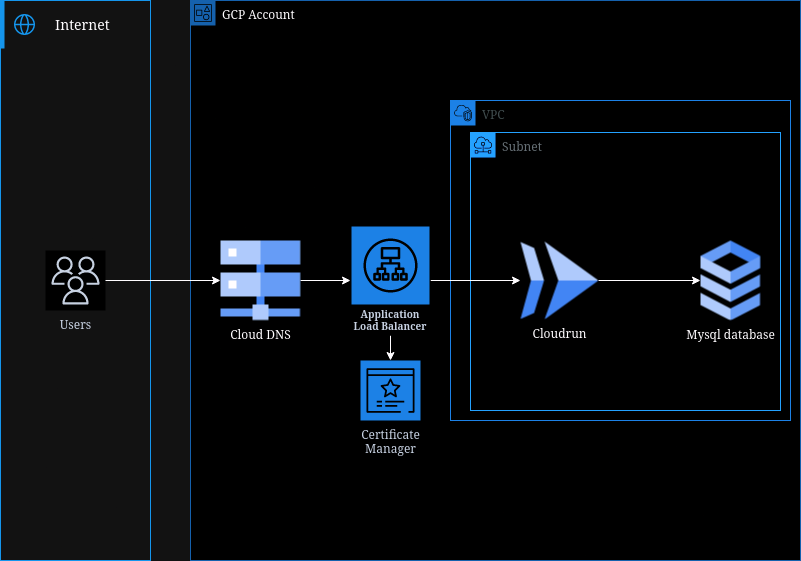 Internet
GCP Account
VPC
Subnet
Users
Cloud DNS
Application
Load Balancer
Cloudrun
Mysql database
Certificate
Manager